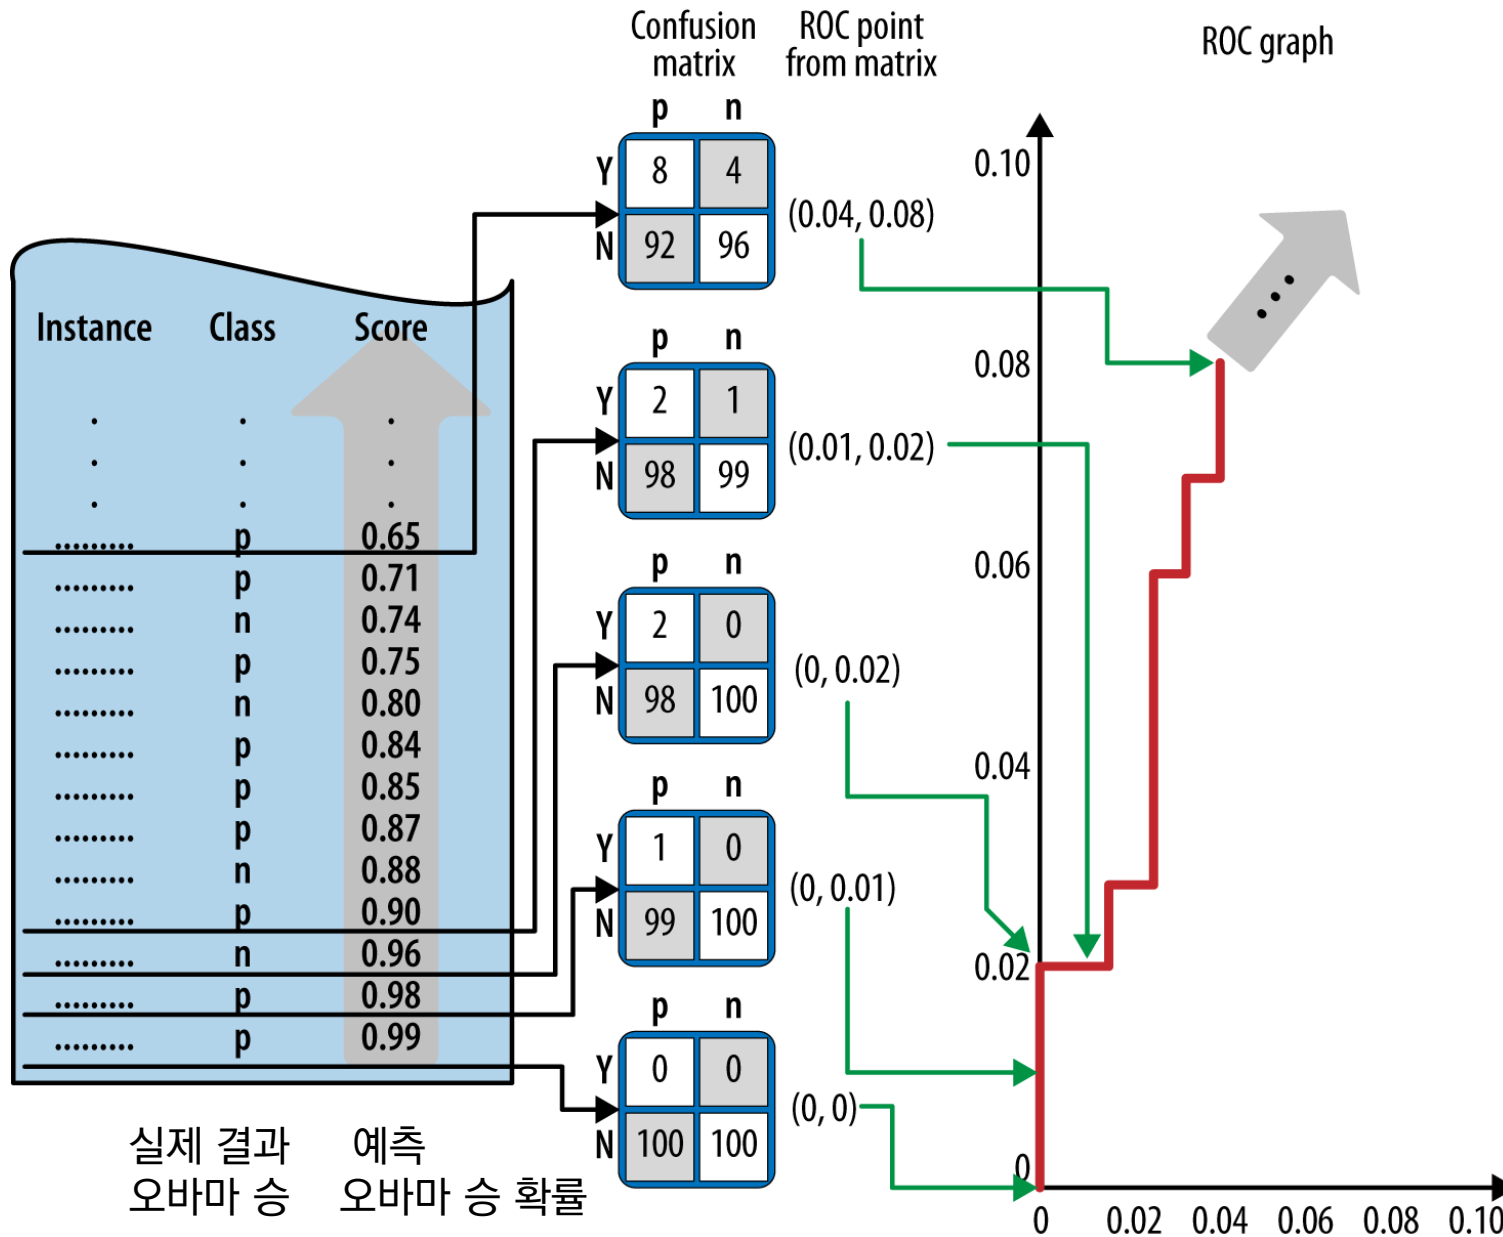 Confusion matrix
ROC point from matrix
ROC graph
Instance Class Score
. . .
. . .
. . .
......... p 0.65
......... p 0.71
......... n 0.74
......... p 0.75
......... n 0.80
......... p 0.84
......... p 0.85
......... p 0.87
......... n 0.88
......... p 0.90
......... n 0.96
......... p 0.98
......... p 0.99
실제 결과 예측
오바마 승 오바마 승 확률
p n
Y 8 4
N 92 96
(0.04, 0.08)
p n
Y 2 1
N 98 99
(0.01, 0.02)
p n
Y 2 0
N 98 100
(0, 0.02)
p n
Y 1 0
N 99 100
(0, 0.01)
p n
Y 0 0
N 100 100
(0, 0)
0.10
...
0.08
0.06
0.04
0.02
0
0 0.02 0.04 0.06 0.08 0.10